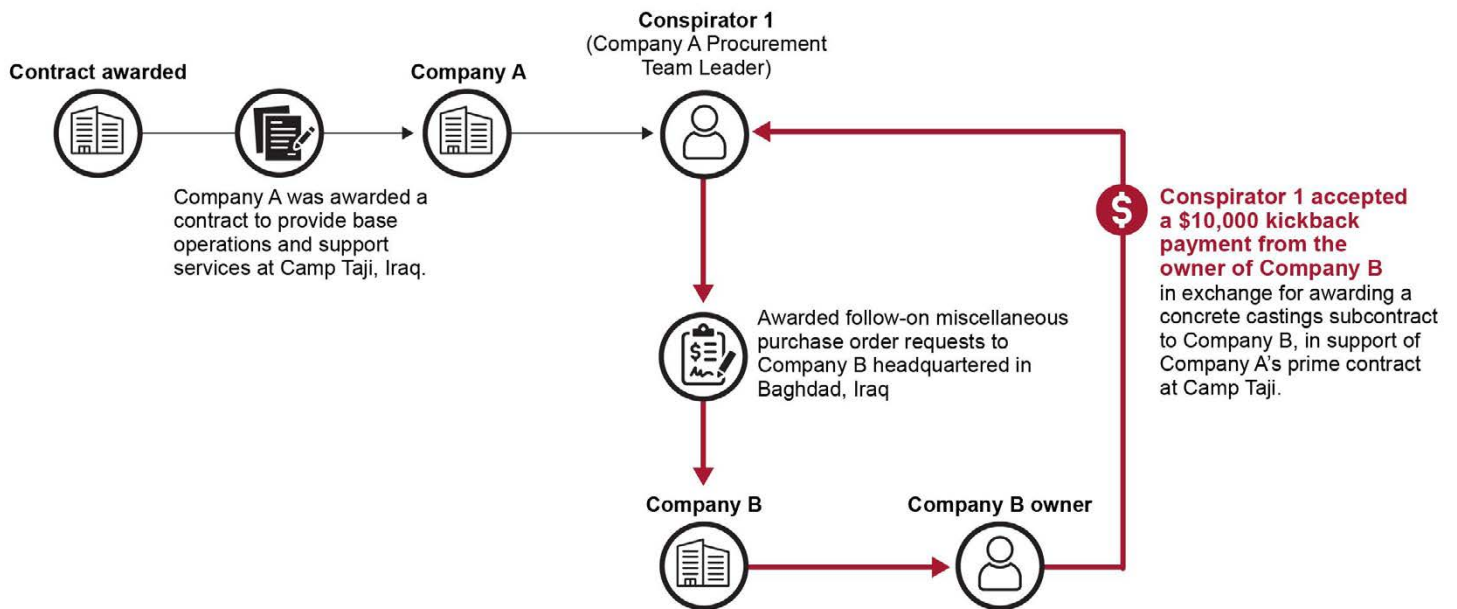 Conspirator 1
(Company A Procurement
Team Leader)
Contract awarded
Company A
Company A was awarded a
contract to provide base
operations and support
services at Camp Taji, Iraq.
$
Conspirator 1 accepted
a $10,000 kickback
payment from the
owner of Company B
in exchange for awarding a
concrete castings subcontract
to Company B, in support of
Company A’s prime contract
at Camp Taji.
$
Awarded follow-on miscellaneous
purchase order requests to
Company B headquartered in
Baghdad, Iraq
Company B
Company B owner